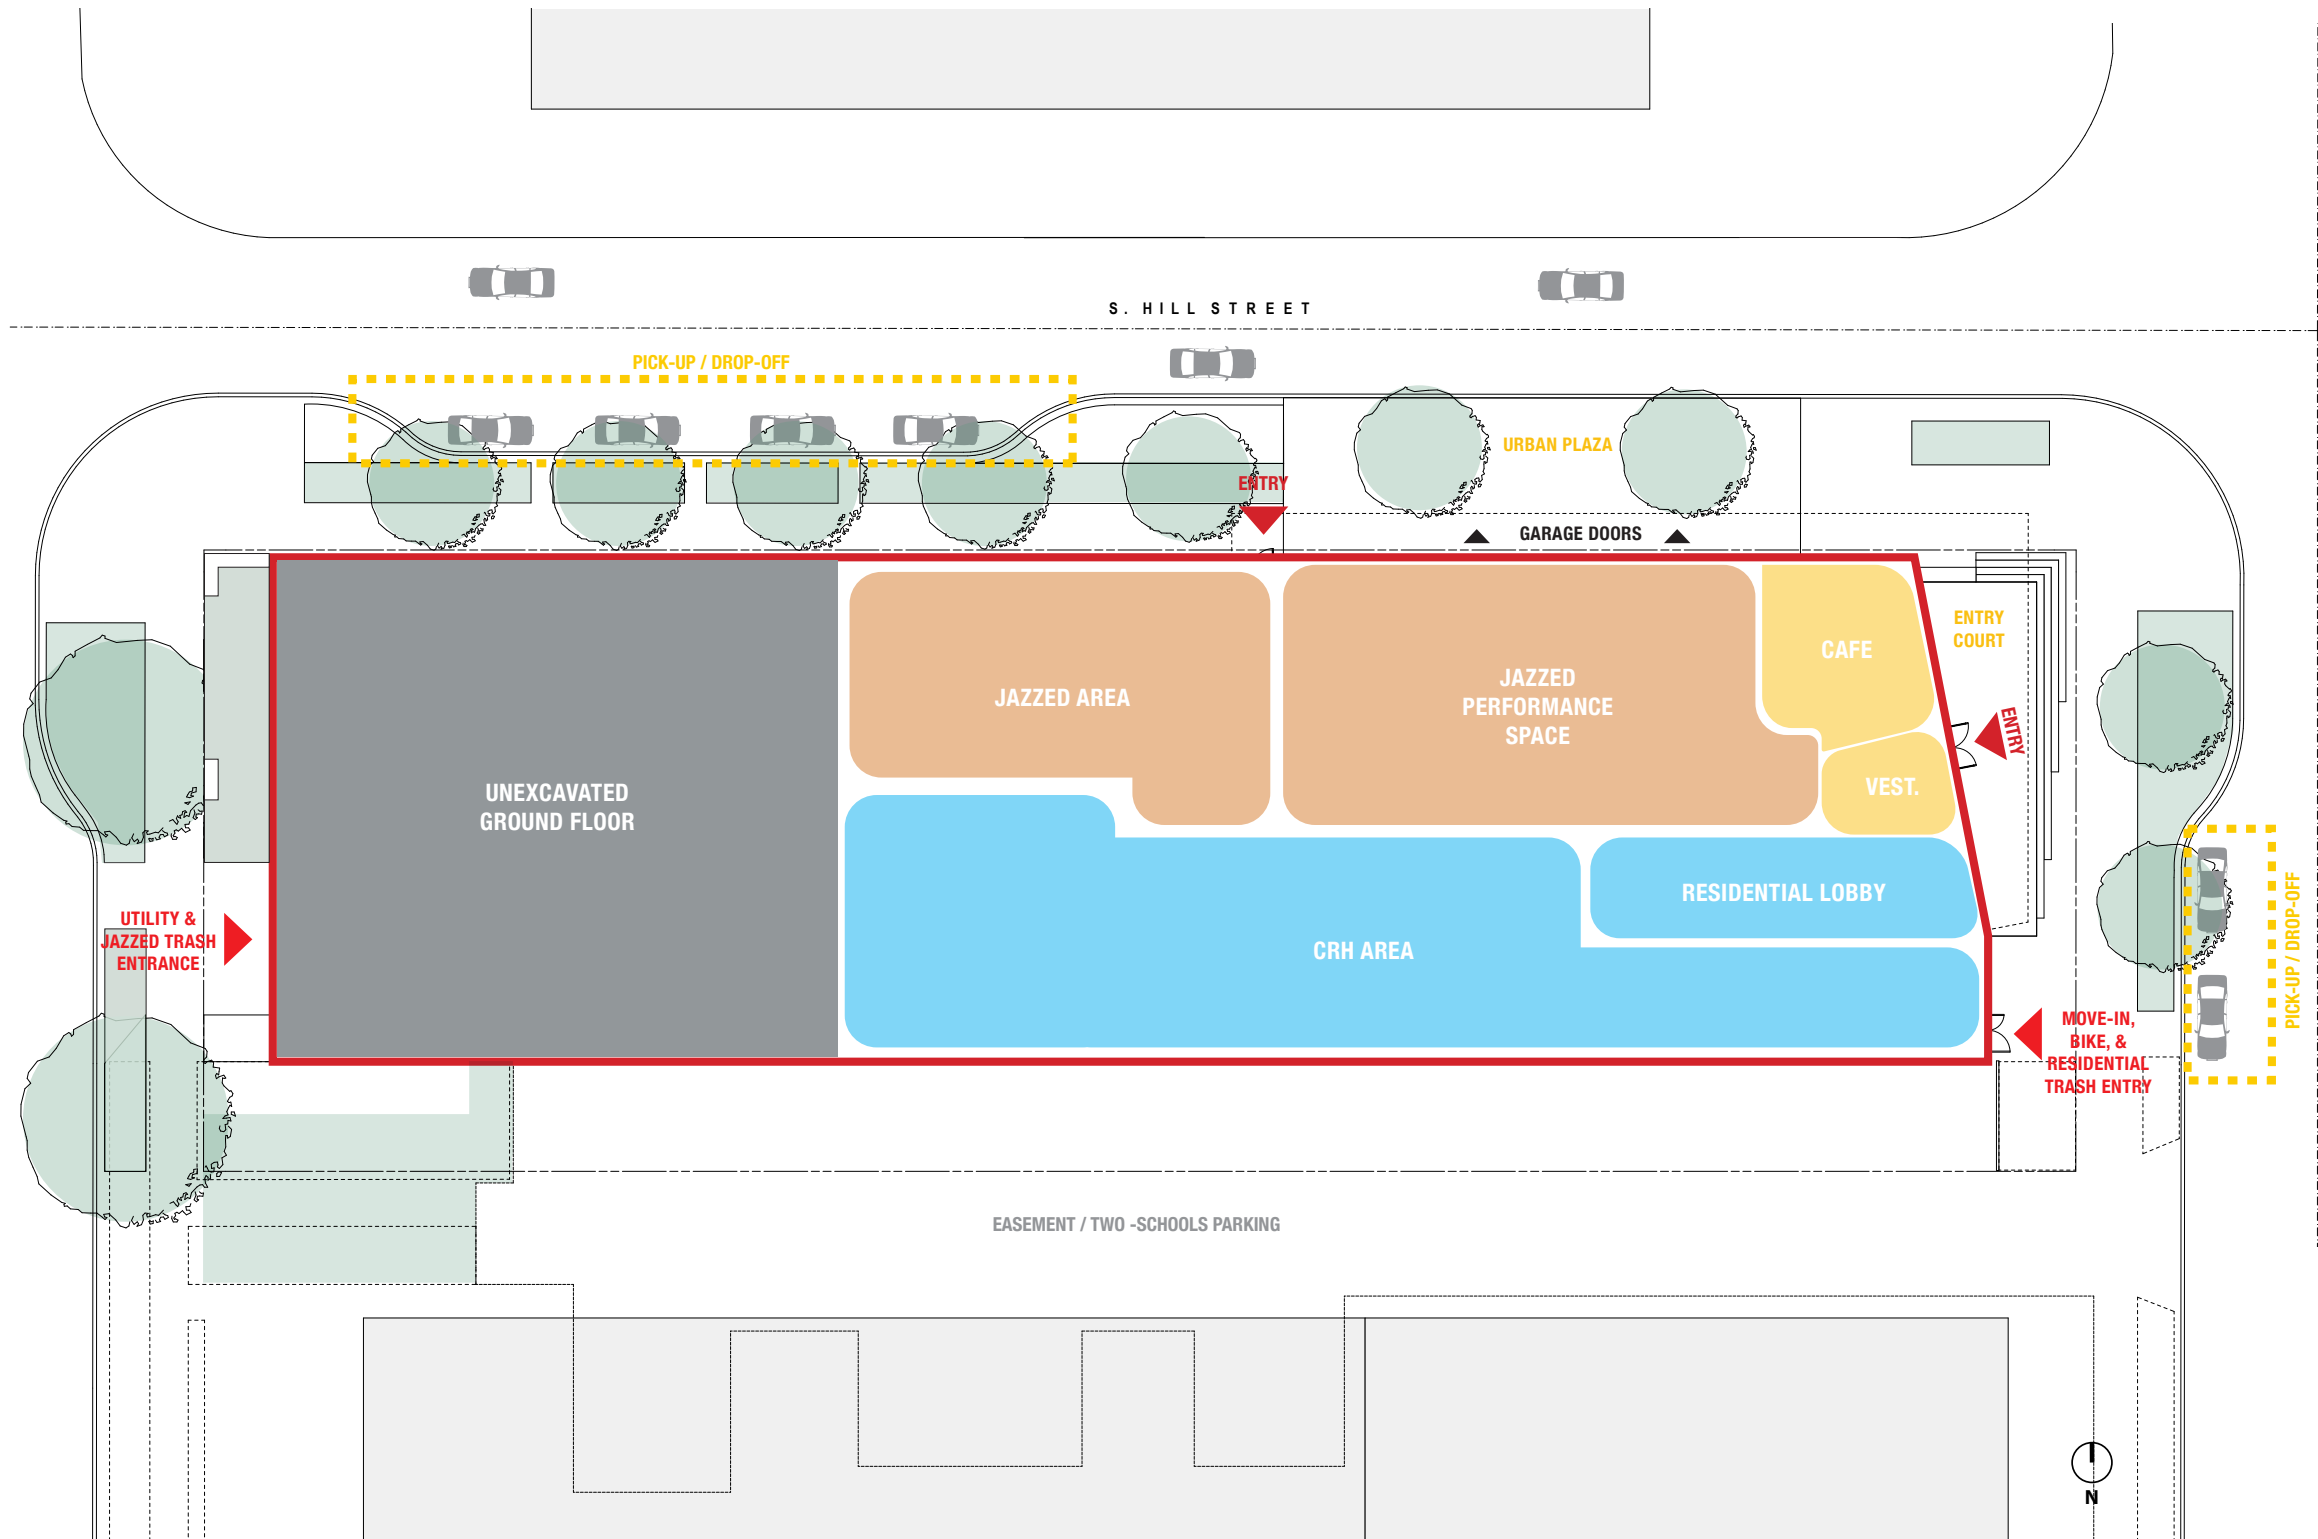 S. HILL STREET
PICK-UP / DROP-OFF
URBAN PLAZA
ENTRY
GARAGE DOORS
ENTRY
COURT
CAFE
JAZZED AREA
JAZZED
PERFORMANCE
SPACE
ENTRY
VEST.
UNEXCAVATED
GROUND FLOOR
RESIDENTIAL LOBBY
PICK-UP / DROP-OFF
UTILITY &
JAZZED TRASH
ENTRANCE
CRH AREA
MOVE-IN,
BIKE, &
RESIDENTIAL
TRASH ENTRY
EASEMENT / TWO -SCHOOLS PARKING
N